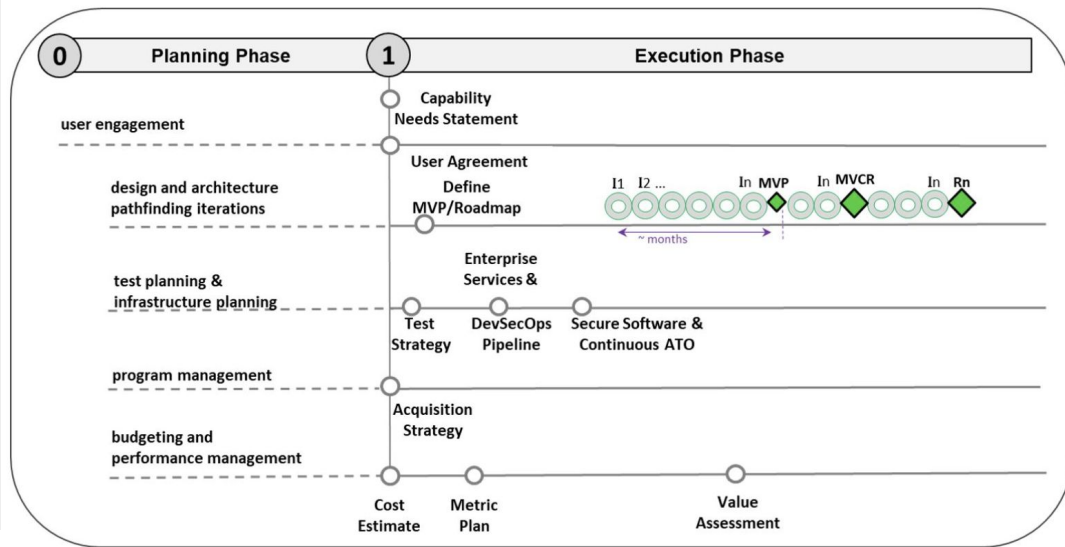 0
Planning Phase
1
Execution Phase
Capability
Needs Statement
user engagement
User Agreement
design and architecture
pathfinding iterations
Define
MVP/Roadmap
I1 I2 ... In MVP In MVCR In Rn
~ months
Enterprise
Services &
test planning &
infrastructure planning
Test
Strategy
DevSecOps
Pipeline
Secure Software &
Continuous ATO
program management
Acquisition
Strategy
budgeting and
performance management
Cost
Estimate
Metric
Plan
Value
Assessment